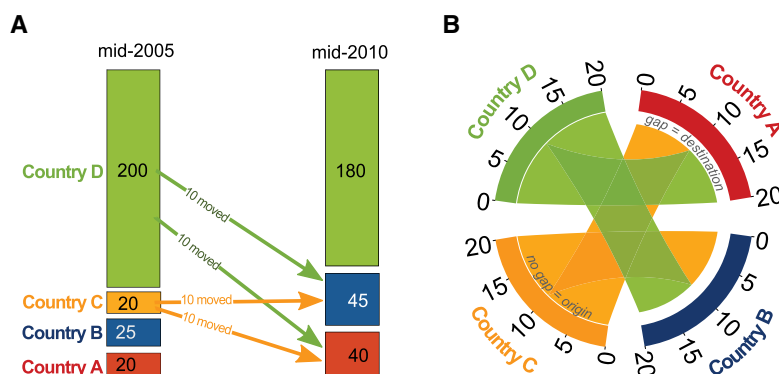 A
mid-2005
mid-2010
Country D
200
180
10 moved
10 moved
Country C
20
10 moved
10 moved
45
Country B
25
Country A
20
40
B
Country D
0
5
10
15
20
Country A
0
5
10
15
20
gap = destination
Country C
20
15
10
5
0
no gap = origin
Country B
0
5
10
15
20